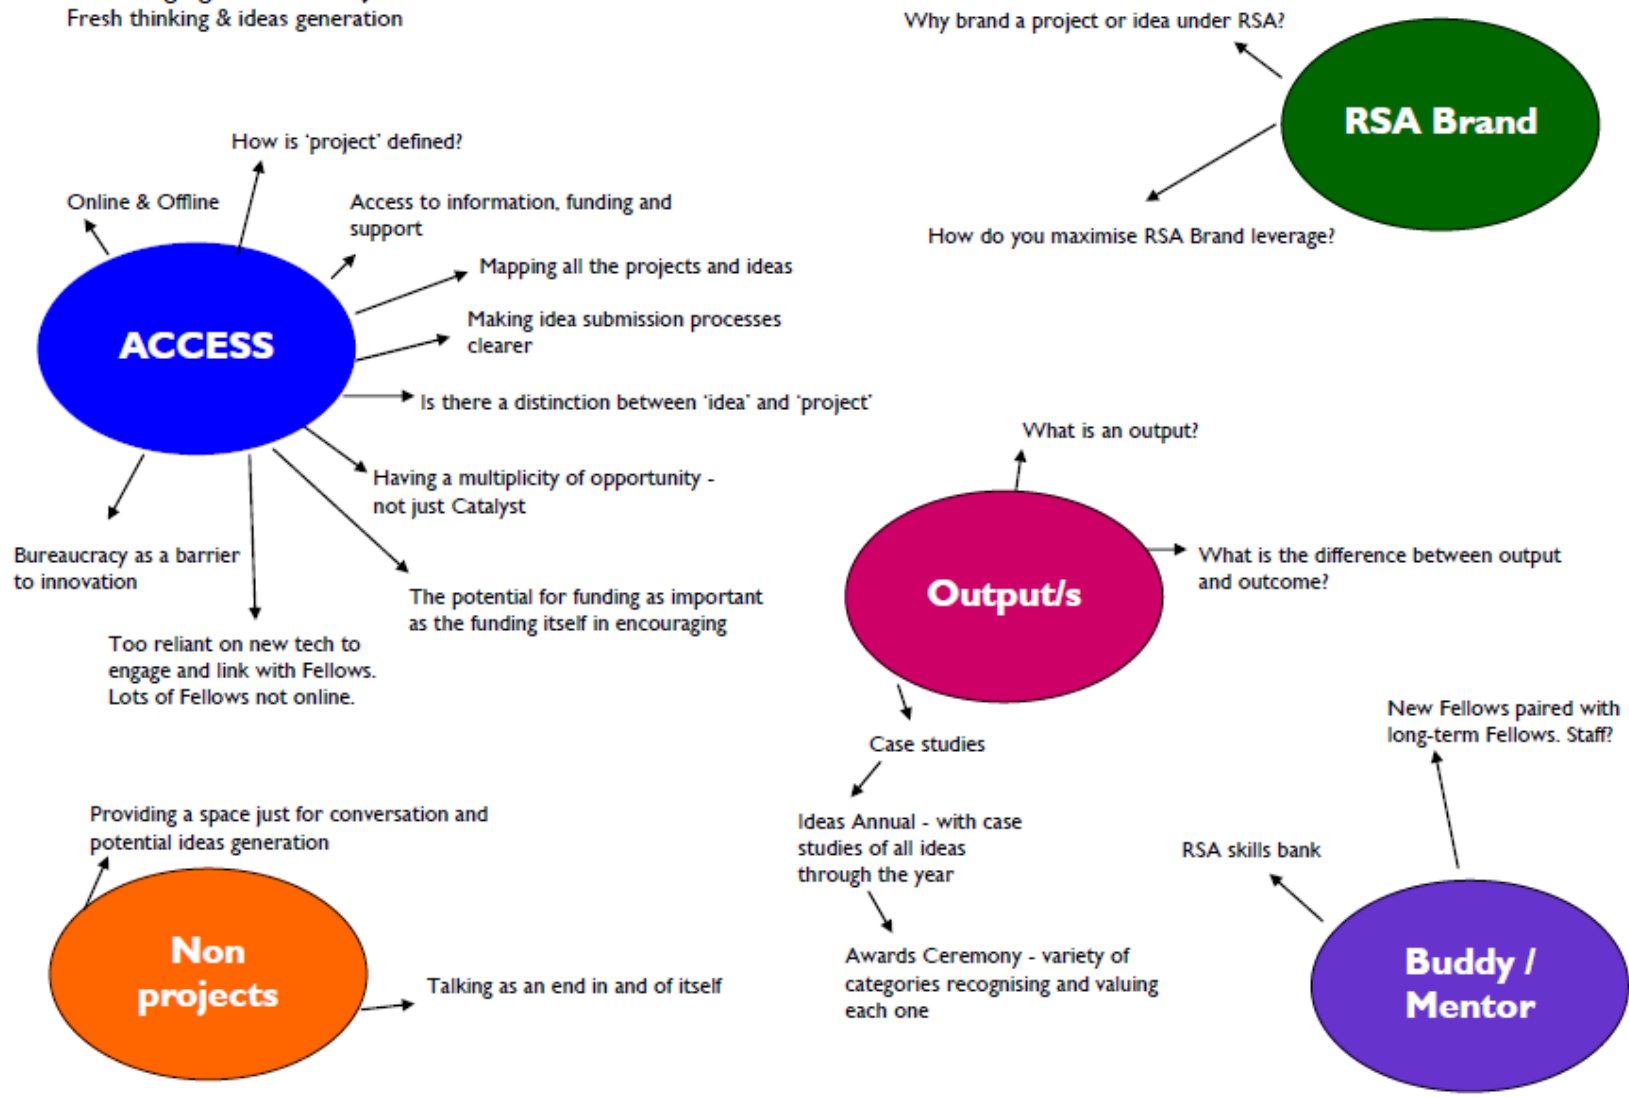 Fresh thinking & ideas generation
Why brand a project or idea under RSA?
RSA Brand
How do you maximise RSA Brand leverage?
How is ‘project’ defined?
Online & Offline
Access to information, funding and
support
Mapping all the projects and ideas
Making idea submission processes
clearer
ACCESS
Is there a distinction between ‘idea’ and ‘project’
Having a multiplicity of opportunity -
not just Catalyst
Bureaucracy as a barrier
to innovation
The potential for funding as important
as the funding itself in encouraging
Too reliant on new tech to
engage and link with Fellows.
Lots of Fellows not online.
What is an output?
What is the difference between output
and outcome?
Output/s
Case studies
Ideas Annual - with case
studies of all ideas
through the year
Awards Ceremony - variety of
categories recognising and valuing
each one
New Fellows paired with
long-term Fellows. Staff?
RSA skills bank
Buddy /
Mentor
Providing a space just for conversation and
potential ideas generation
Non
projects
Talking as an end in and of itself